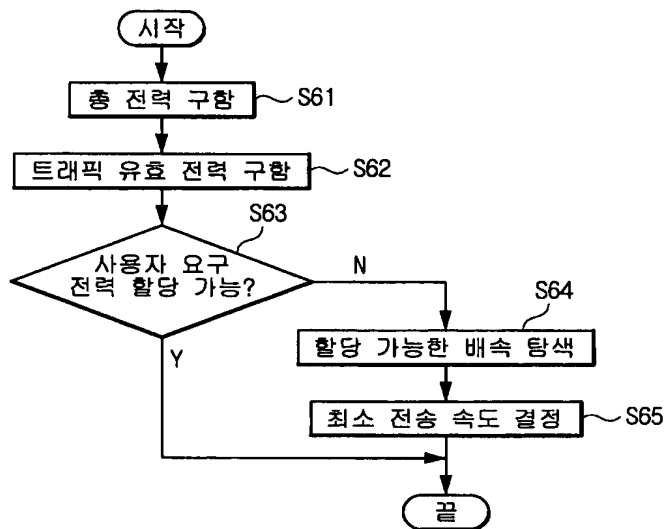 시작
총 전력 구함
S61
트래픽 유효 전력 구함
S62
S63
사용자 요구
전력 할당 가능?
N
Y
S64
할당 가능한 배속 탐색
최소 전송 속도 결정
S65
끝